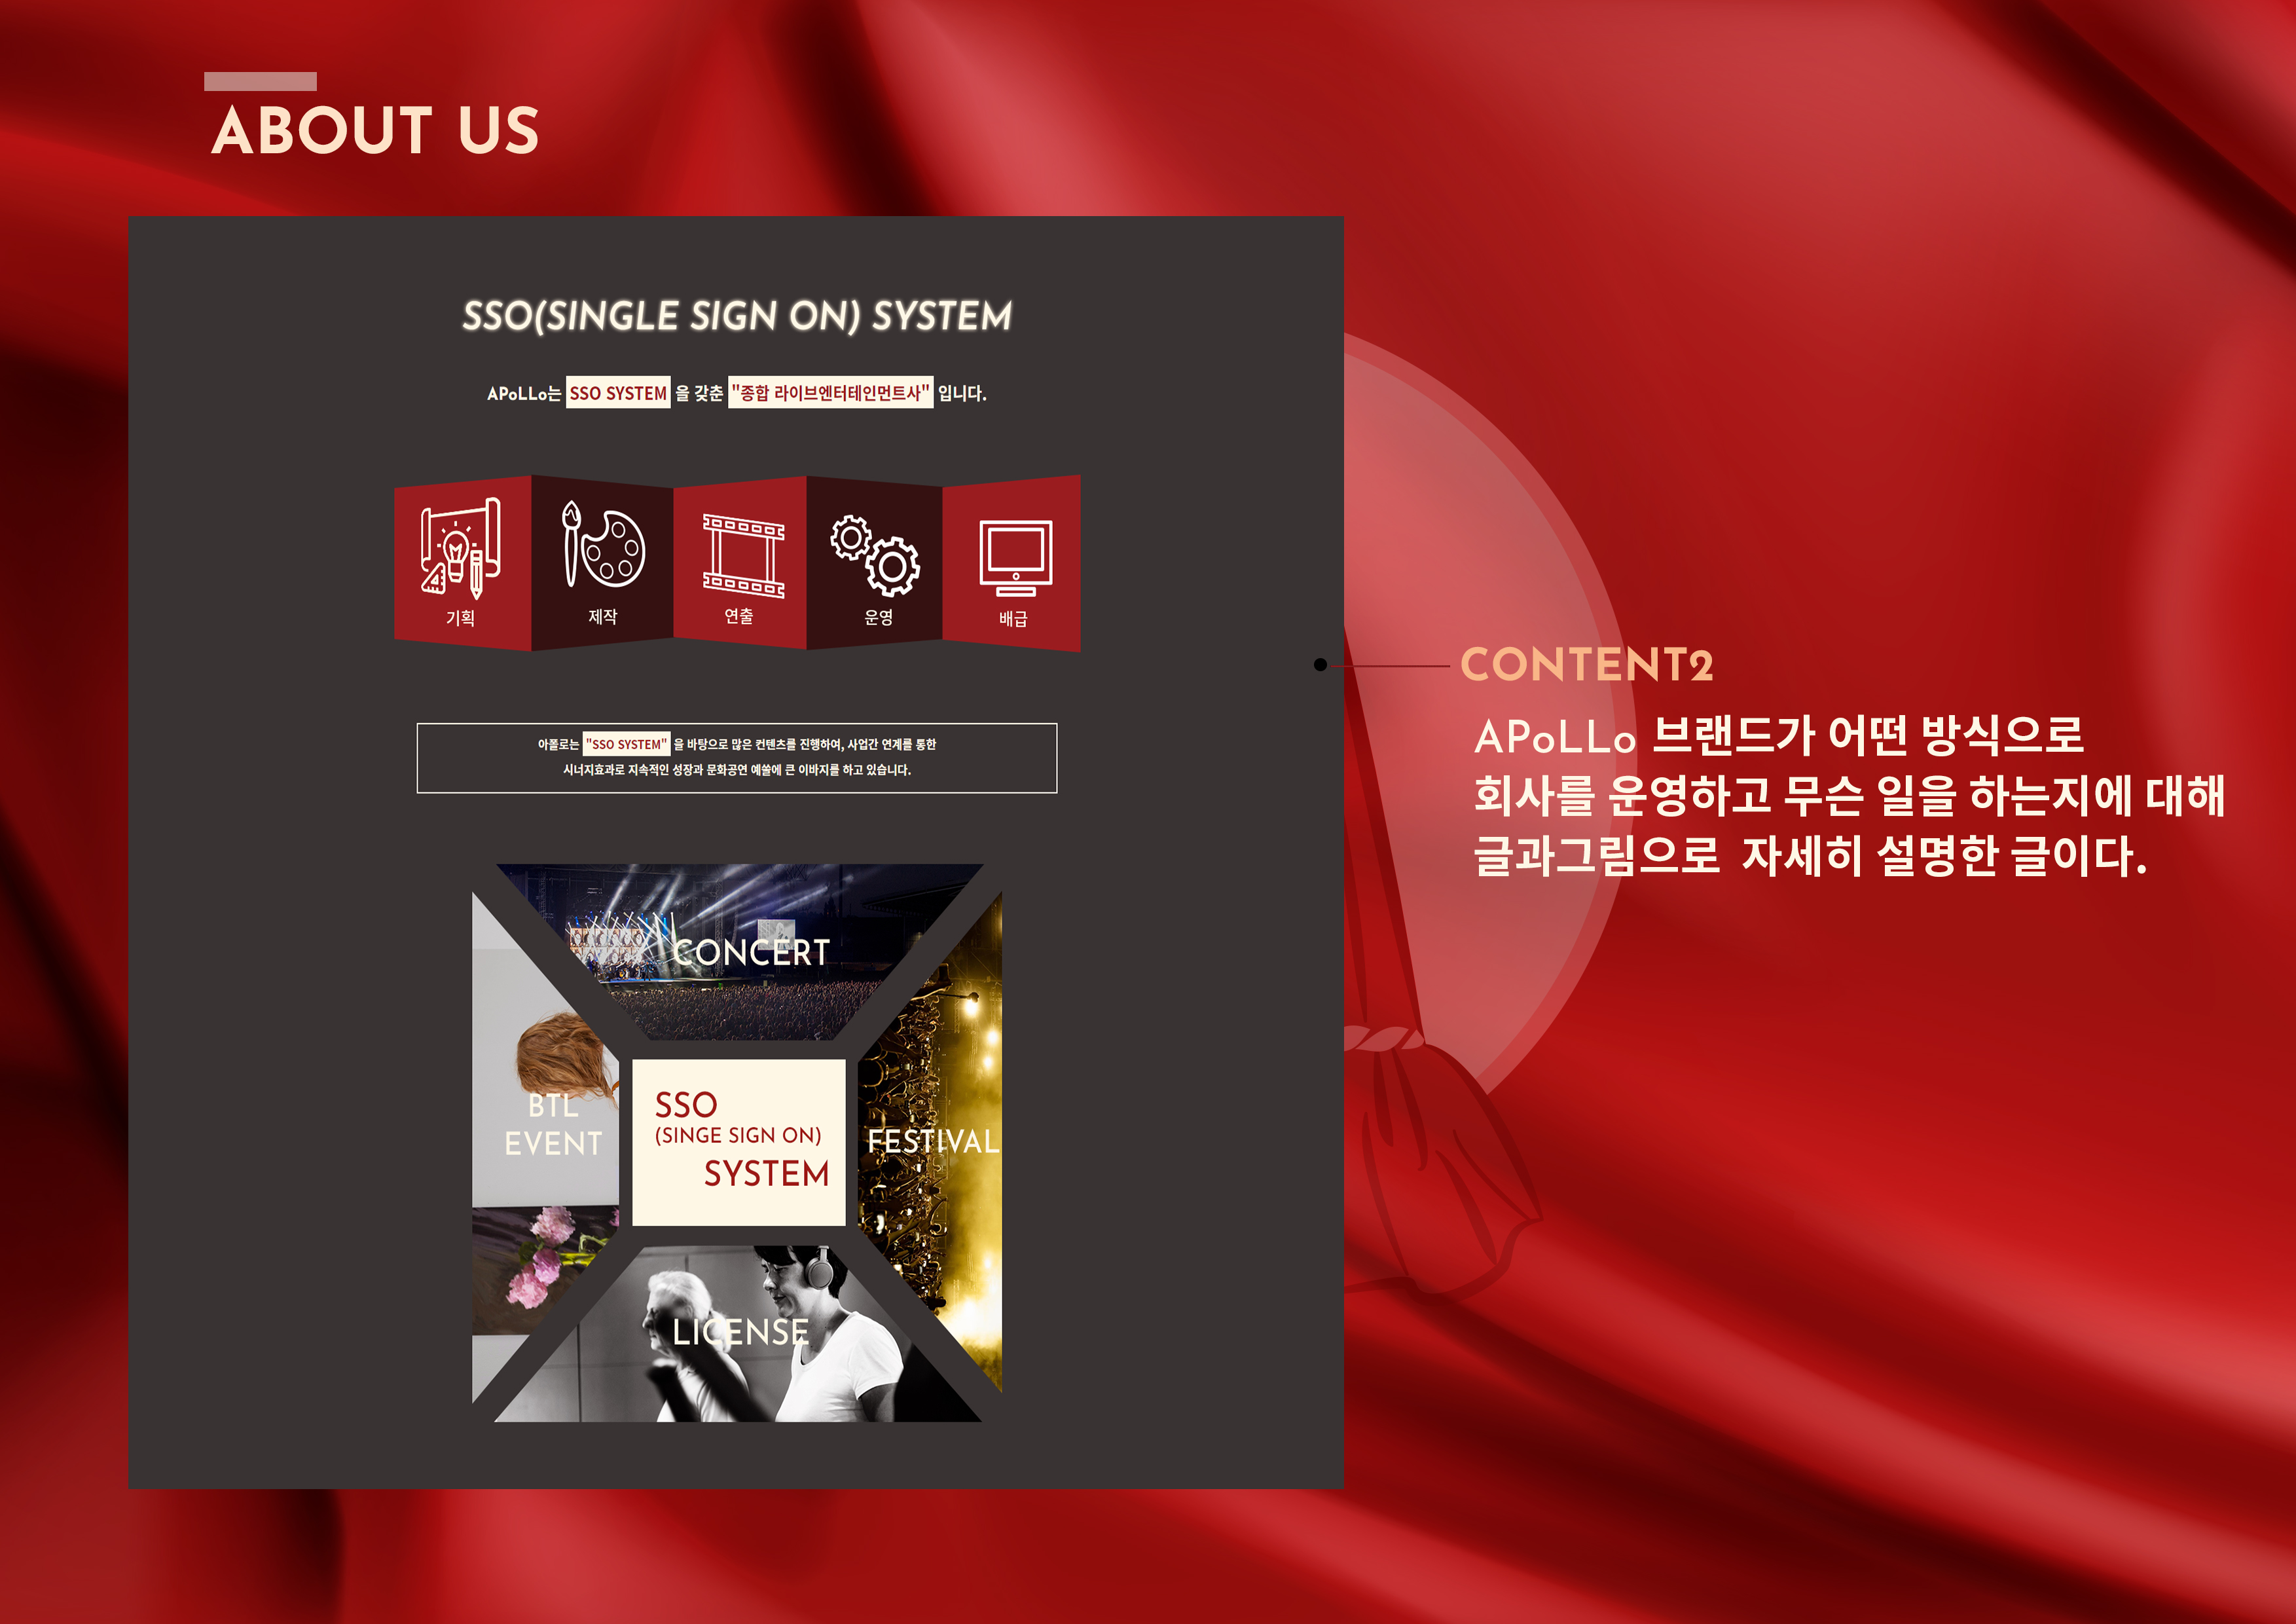 ABOUT US
SSO(SINGLE SIGN ON) SYSTEM
APoLLo는 SSO SYSTEM 을 갖춘 "종합 라이브엔터테인먼트사" 입니다.
기획
제작
연출
운영
배급
아폴로는 "SSO SYSTEM" 을 바탕으로 많은 컨텐츠를 진행하여, 사업간 연계를 통한
시너지효과로 지속적인 성장과 문화공연 예쑬에 큰 이바지를 하고 있습니다.
CONCERT
BTL
EVENT
SSO
(SINGE SIGN ON)
SYSTEM
FESTIVAL
LICENSE
CONTENT2
APoLLo 브랜드가 어떤 방식으로
회사를 운영하고 무슨 일을 하는지에 대해
글과그림으로 자세히 설명한 글이다.